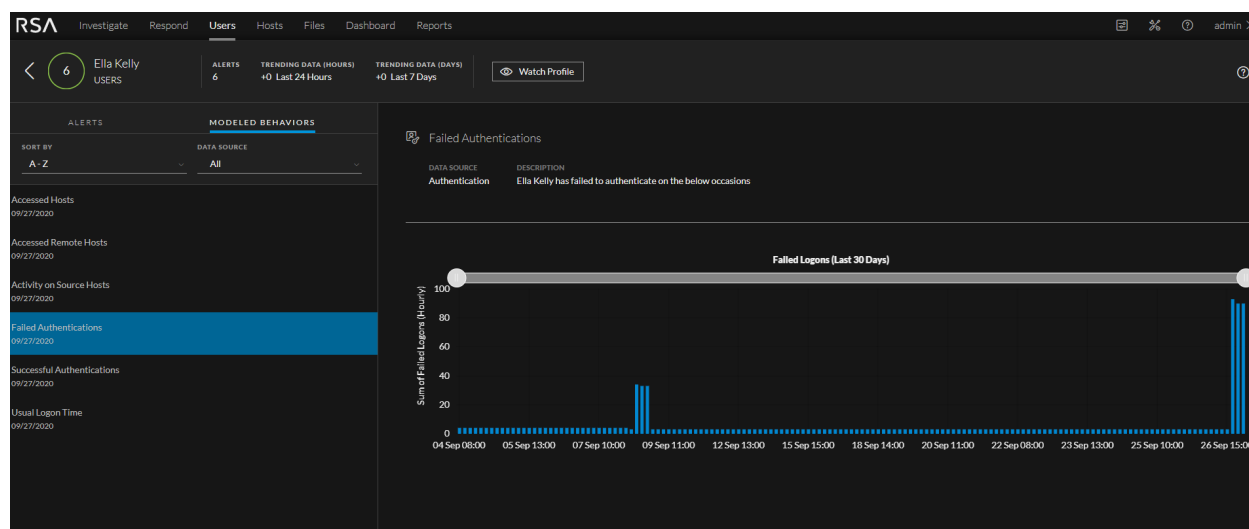 RSA Investigate Respond Users Hosts Files Dashboard Reports admin
6 Ella Kelly
USERS
ALERTS TRENDING DATA (HOURS) TRENDING DATA (DAYS)
6 +0 Last 24 Hours +0 Last 7 Days
Watch Profile
ALERTS MODELED BEHAVIORS
SORT BY DATA SOURCE
A - Z All
Accessed Hosts
09/27/2020
Accessed Remote Hosts
09/27/2020
Activity on Source Hosts
09/27/2020
Failed Authentications
09/27/2020
Successful Authentications
09/27/2020
Usual Logon Time
09/27/2020
Failed Authentications
DATA SOURCE DESCRIPTION
Authentication Ella Kelly has failed to authenticate on the below occasions
Failed Logons (Last 30 Days)
Sum of Failed Logons (Hourly)
100
80
60
40
20
0
04 Sep 08:00 05 Sep 13:00 07 Sep 10:00 09 Sep 11:00 12 Sep 13:00 15 Sep 15:00 18 Sep 14:00 20 Sep 11:00 22 Sep 08:00 23 Sep 13:00 25 Sep 10:00 26 Sep 15:0